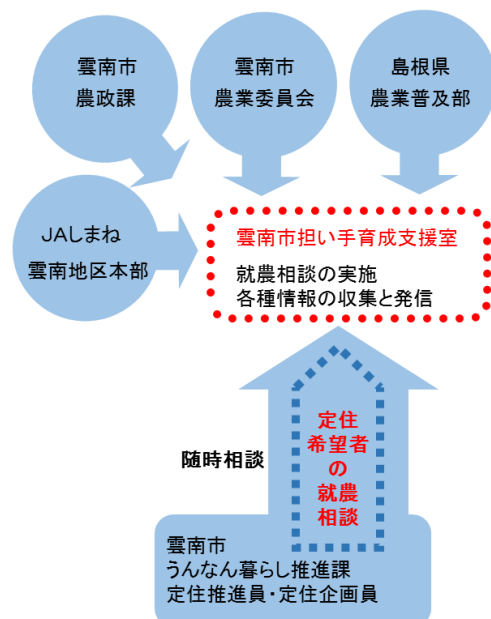 雲南市
農政課
雲南市
農業委員会
島根県
農業普及部
JAしまね
雲南地区本部
雲南市担い手育成支援室
就農相談の実施
各種情報の収集と発信
定住
希望者
の
就農
相談
随時相談
雲南市
うんなん暮らし推進課
定住推進員・定住企画員